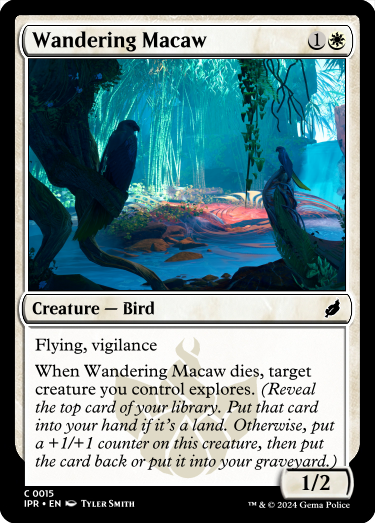 Wandering Macaw 1
Creature — Bird
Flying, vigilance
When Wandering Macaw dies, target
creature you control explores. (Reveal
the top card of your library. Put that card
into your hand if it's a land. Otherwise, put
a +1/+1 counter on this creature, then put
the card back or put it into your graveyard.)
1/2
C 0015
IPR • EN Tyler Smith
™ & © 2024 Gema Police